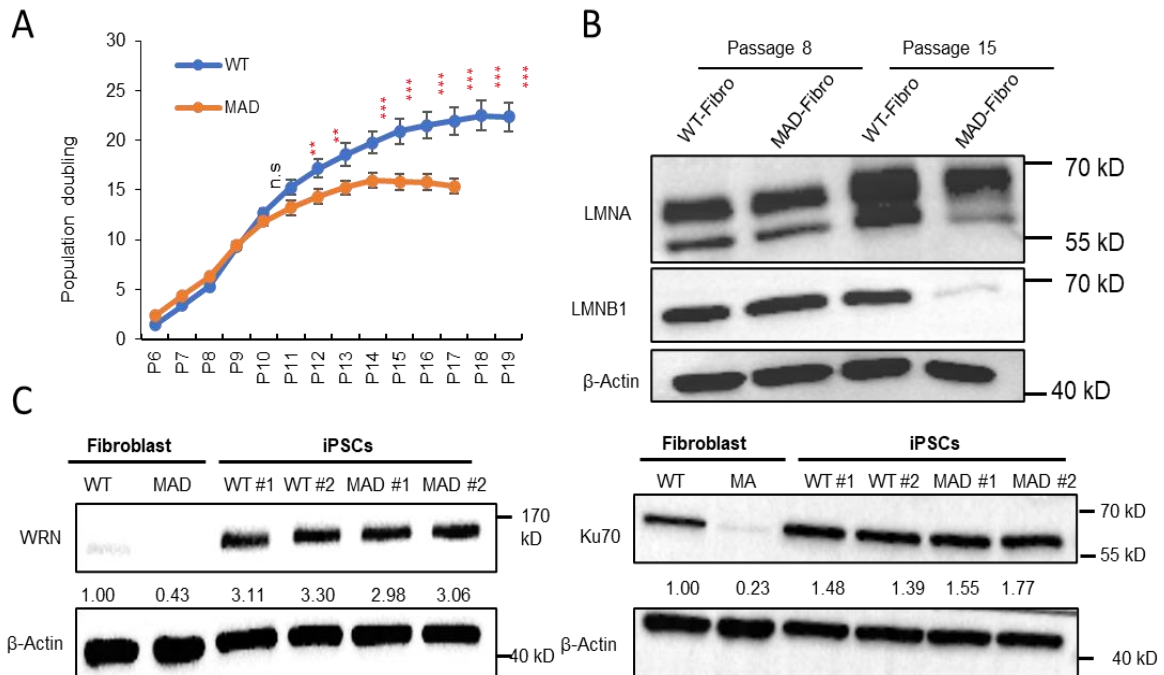 A
30
25
20
15
10
5
0
Population doubling
WT
MAD
n.s
**
**
***
***
***
***
***
***
P6 P7 P8 P9 P10 P11 P12 P13 P14 P15 P16 P17 P18 P19
B
Passage 8 Passage 15
WT-Fibro MAD-Fibro WT-Fibro MAD-Fibro
LMNA
70 kD
55 kD
LMNB1
70 kD
β-Actin
40 kD
C
Fibroblast iPSCs
WT MAD WT #1 WT #2 MAD #1 MAD #2
WRN
170
kD
1.00 0.43 3.11 3.30 2.98 3.06
β-Actin
40 kD
Fibroblast iPSCs
WT MA WT #1 WT #2 MAD #1 MAD #2
Ku70
70 kD
55 kD
1.00 0.23 1.48 1.39 1.55 1.77
β-Actin
40 kD